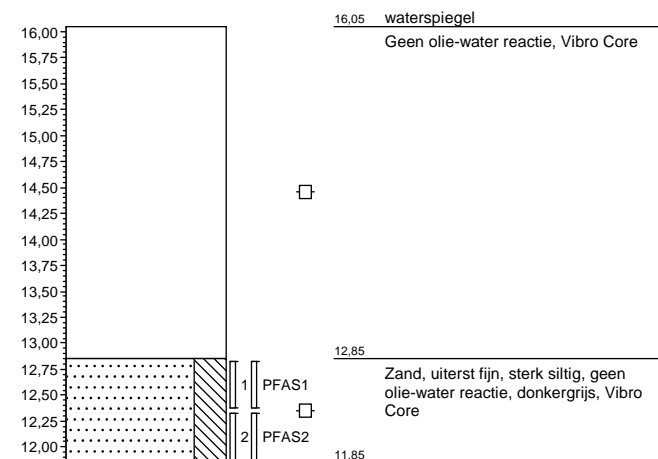 16,05 waterspiegel
Geen olie-water reactie, Vibro Core
16,00
15,75
15,50
15,25
15,00
14,75
14,50
14,25
14,00
13,75
13,50
13,25
13,00
12,85
12,75
12,50
12,25
12,00
1 PFAS1
2 PFAS2
Zand, uiterst fijn, sterk siltig, geen
olie-water reactie, donkergrijs, Vibro
Core
11,85